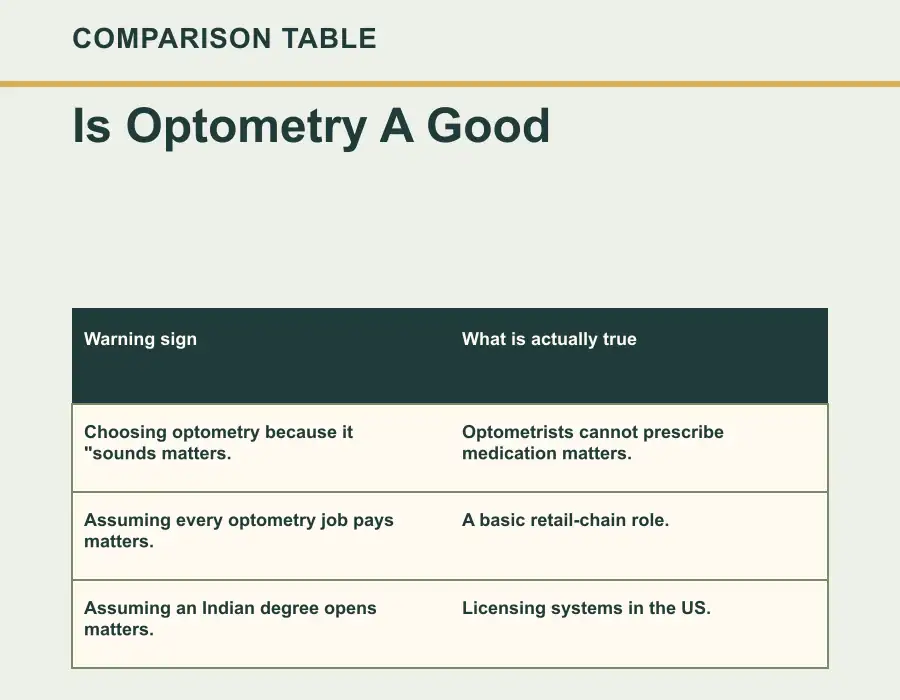 COMPARISON TABLE
Is Optometry A Good
Warning sign
What is actually true
Choosing optometry because it
"sounds matters.
Optometrists cannot prescribe
medication matters.
Assuming every optometry job pays
matters.
A basic retail-chain role.
Assuming an Indian degree opens
matters.
Licensing systems in the US.